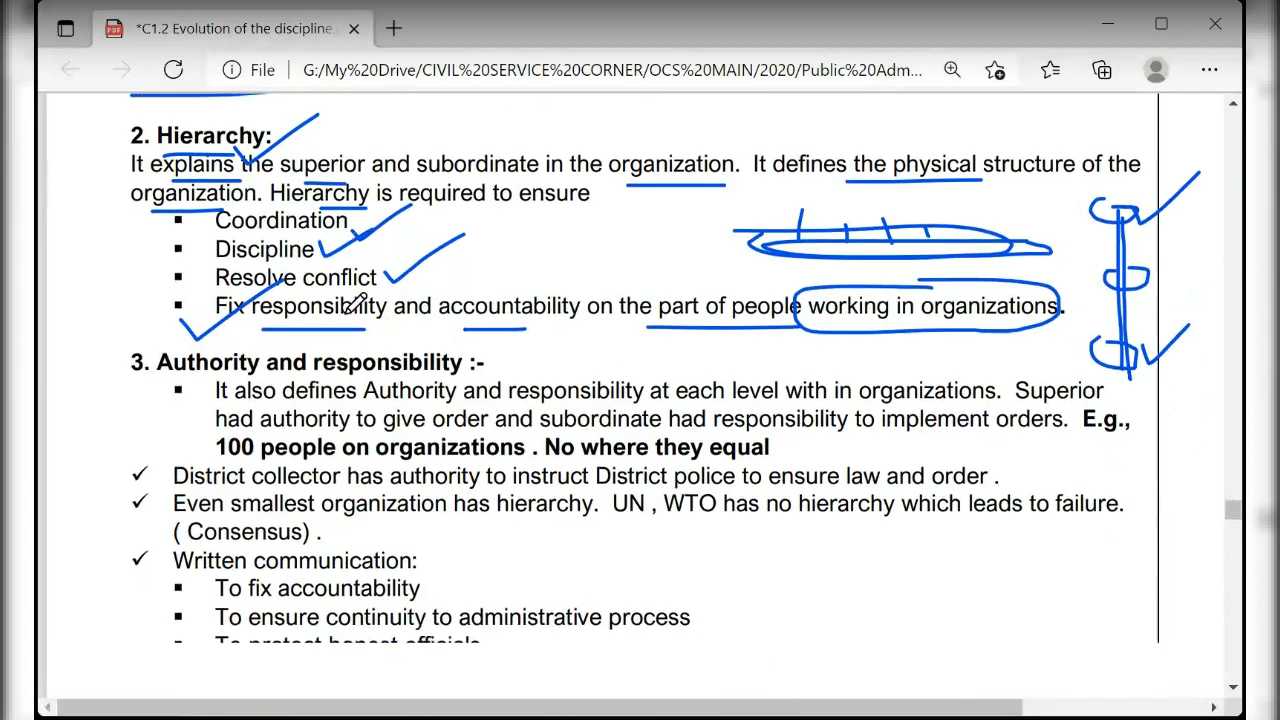 *C1.2 Evolution of the discipline.
File
G:/My%20Drive/CIVIL%20SERVICE%20CORNER/OCS%20MAIN/2020/Public%20Adm...
2. Hierarchy:
It explains the superior and subordinate in the organization. It defines the physical structure of the
organization. Hierarchy is required to ensure
▪ Coordination
▪ Discipline
▪ Resolve conflict
▪ Fix responsibility and accountability on the part of people working in organizations.
3. Authority and responsibility :-
▪ It also defines Authority and responsibility at each level with in organizations. Superior
had authority to give order and subordinate had responsibility to implement orders. E.g.,
100 people on organizations . No where they equal
✓ District collector has authority to instruct District police to ensure law and order .
✓ Even smallest organization has hierarchy. UN , WTO has no hierarchy which leads to failure.
( Consensus) .
✓ Written communication:
▪ To fix accountability
▪ To ensure continuity to administrative process
▪ To protect honest officials